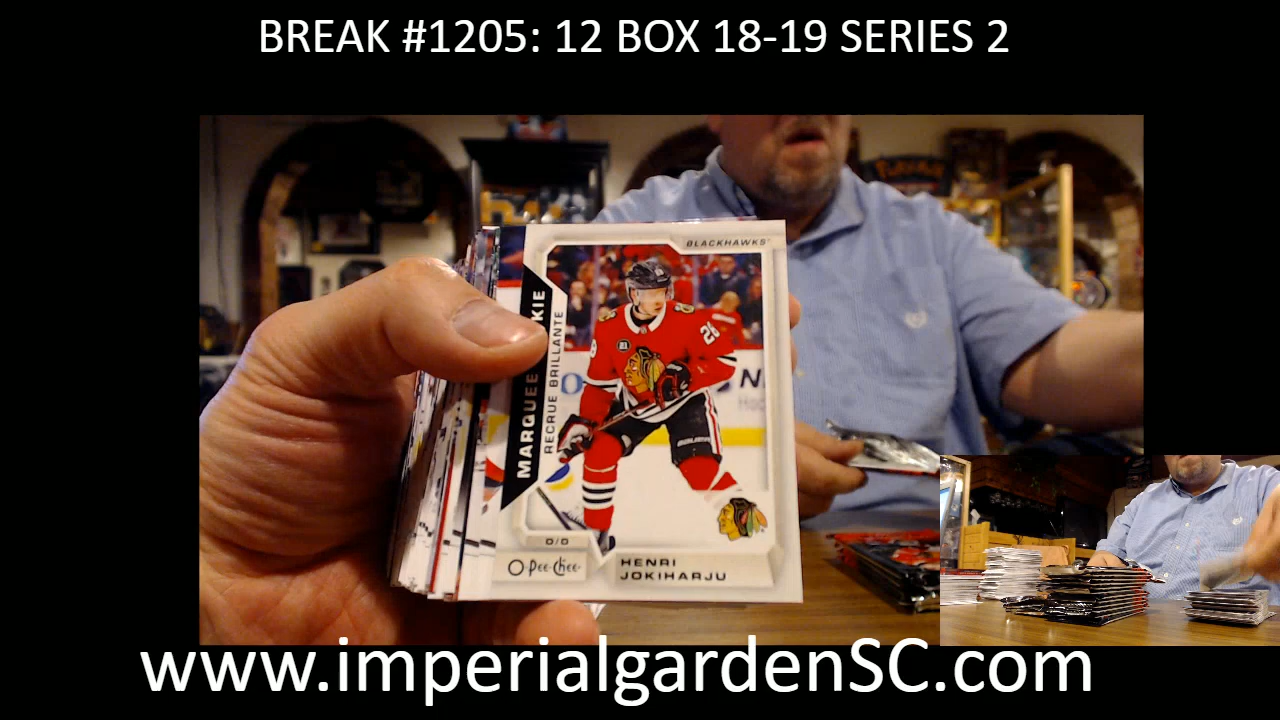 BREAK #1205: 12 BOX 18-19 SERIES 2
BLACKHAWKS
MARQUEE
RECRUE BRILLANTE
28
D/D
O-Pee-Chee
HENRI
JOKIHARJU
www.imperialgardenSC.com